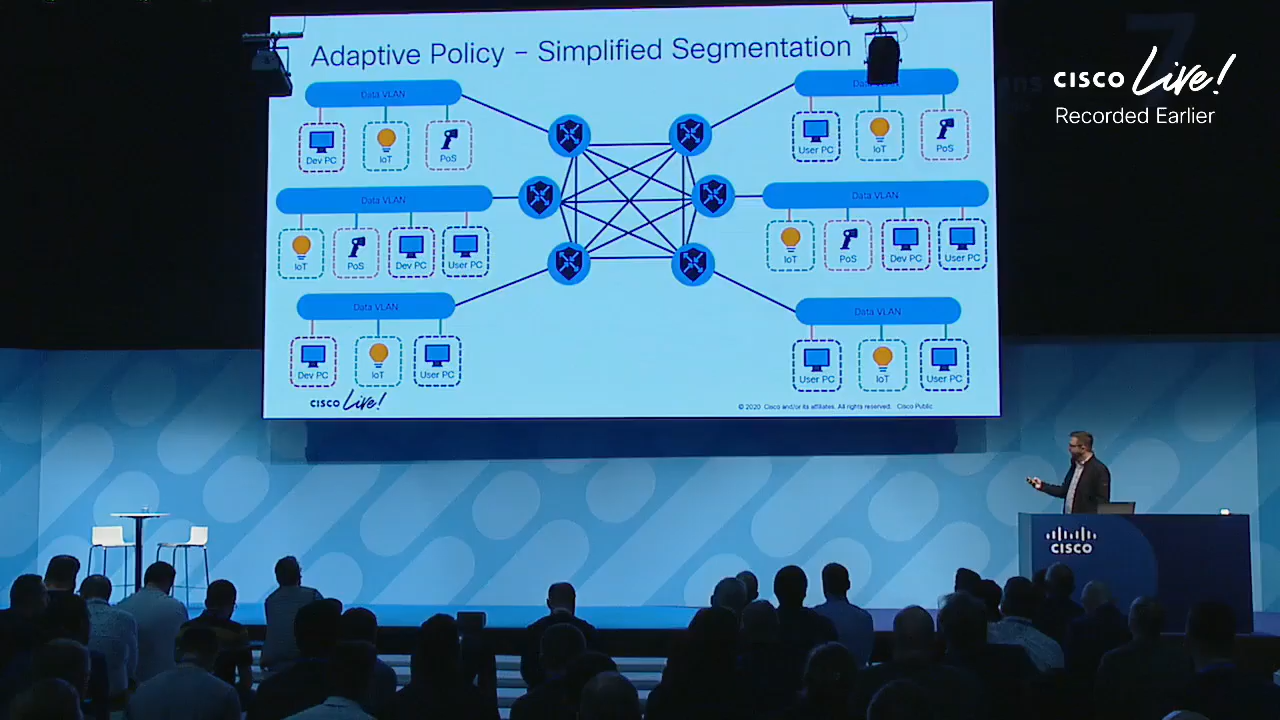 Adaptive Policy – Simplified Segmentation
CISCO Live!
Recorded Earlier
Data VLAN
Dev PC
IoT
PoS
Data VLAN
User PC
IoT
PoS
Data VLAN
IoT
PoS
Dev PC
User PC
Data VLAN
IoT
PoS
Dev PC
User PC
Data VLAN
Dev PC
IoT
User PC
Data VLAN
User PC
IoT
User PC
CISCO Live!
© 2020 Cisco and/or its affiliates. All rights reserved. Cisco Public
CISCO